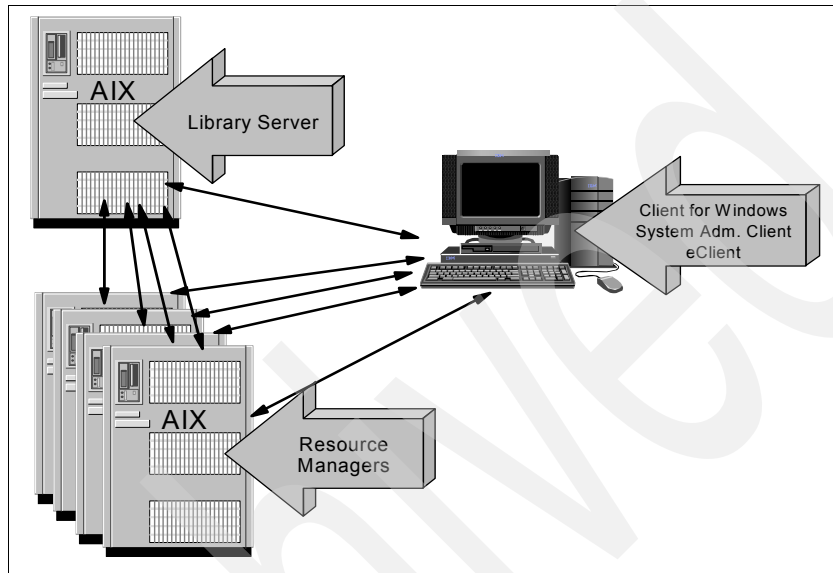 AIX
Library Server
Client for Windows
System Adm. Client
eClient
AIX
Resource
Managers